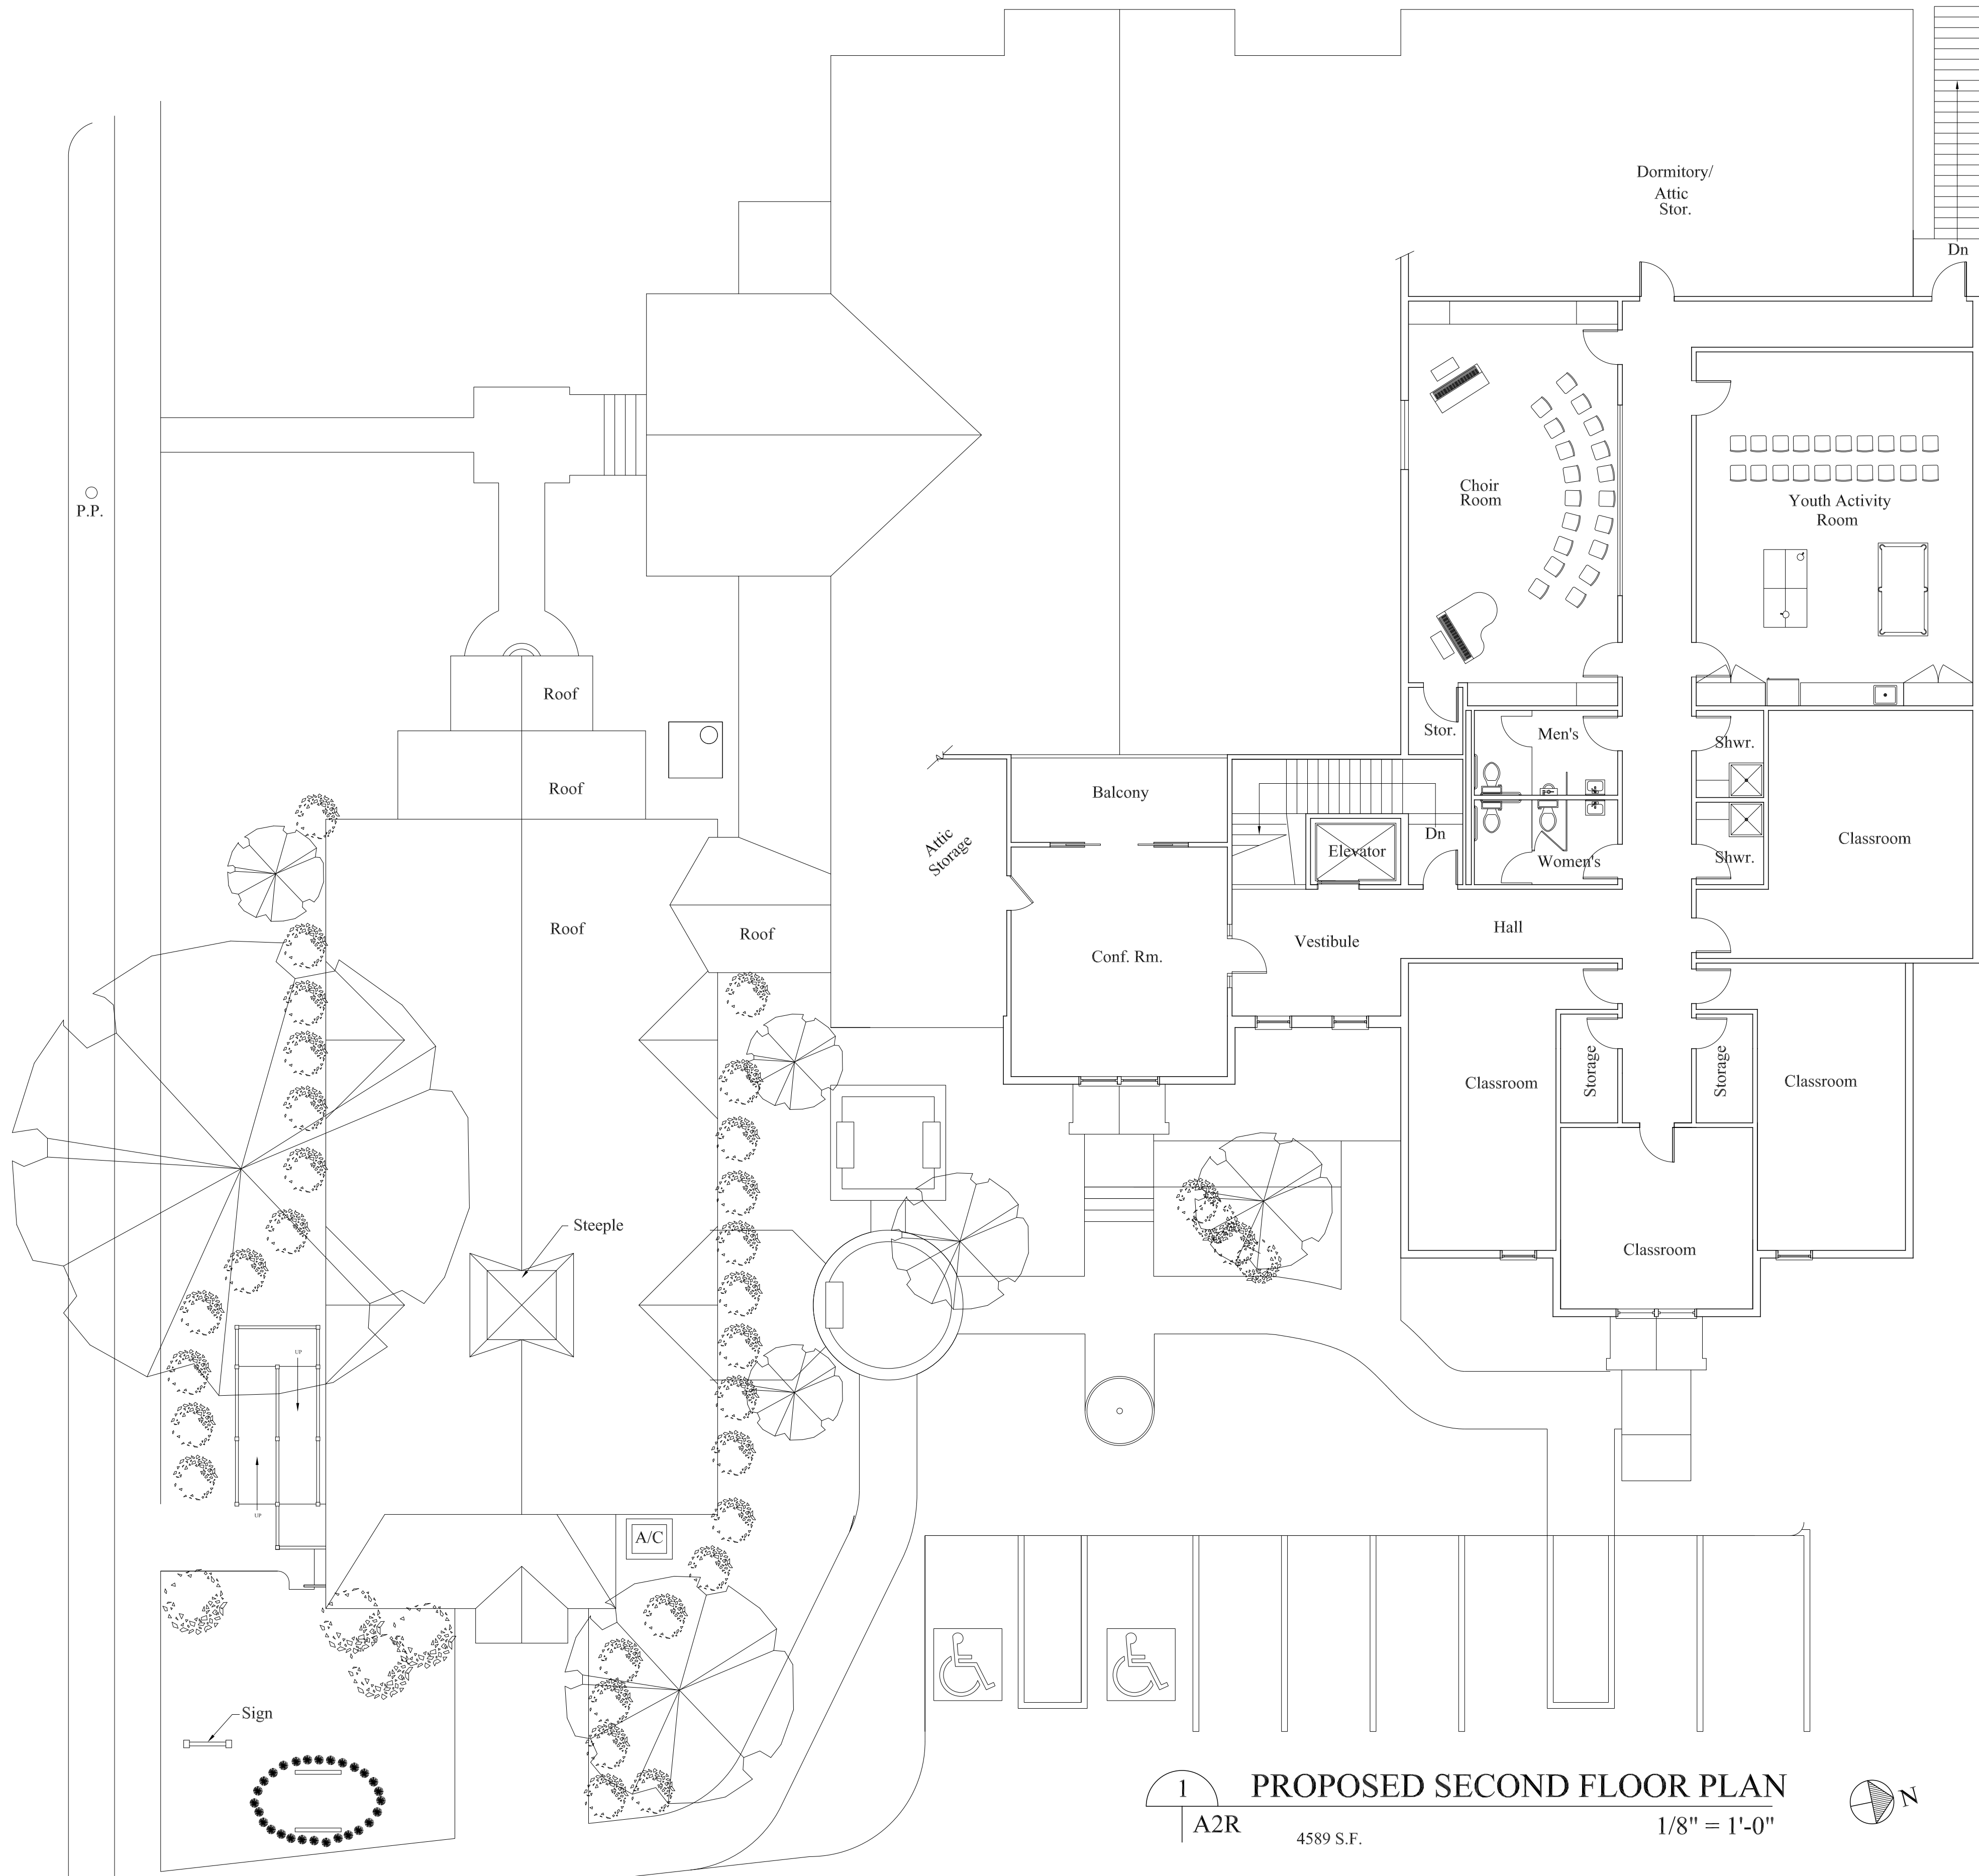 Dormitory/
Attic
Stor.
Dn
P.P.
Choir
Room
Youth Activity
Room
Roof
Stor.
Men's
Shwr.
Roof
Balcony
Attic
Storage
Elevator
Dn
Women's
Shwr.
Classroom
Roof
Roof
Conf. Rm.
Vestibule
Hall
Classroom
Storage
Storage
Classroom
Steeple
Classroom
UP
UP
A/C
Sign
1
PROPOSED SECOND FLOOR PLAN
A2R
4589 S.F.
1/8" = 1'-0"
N